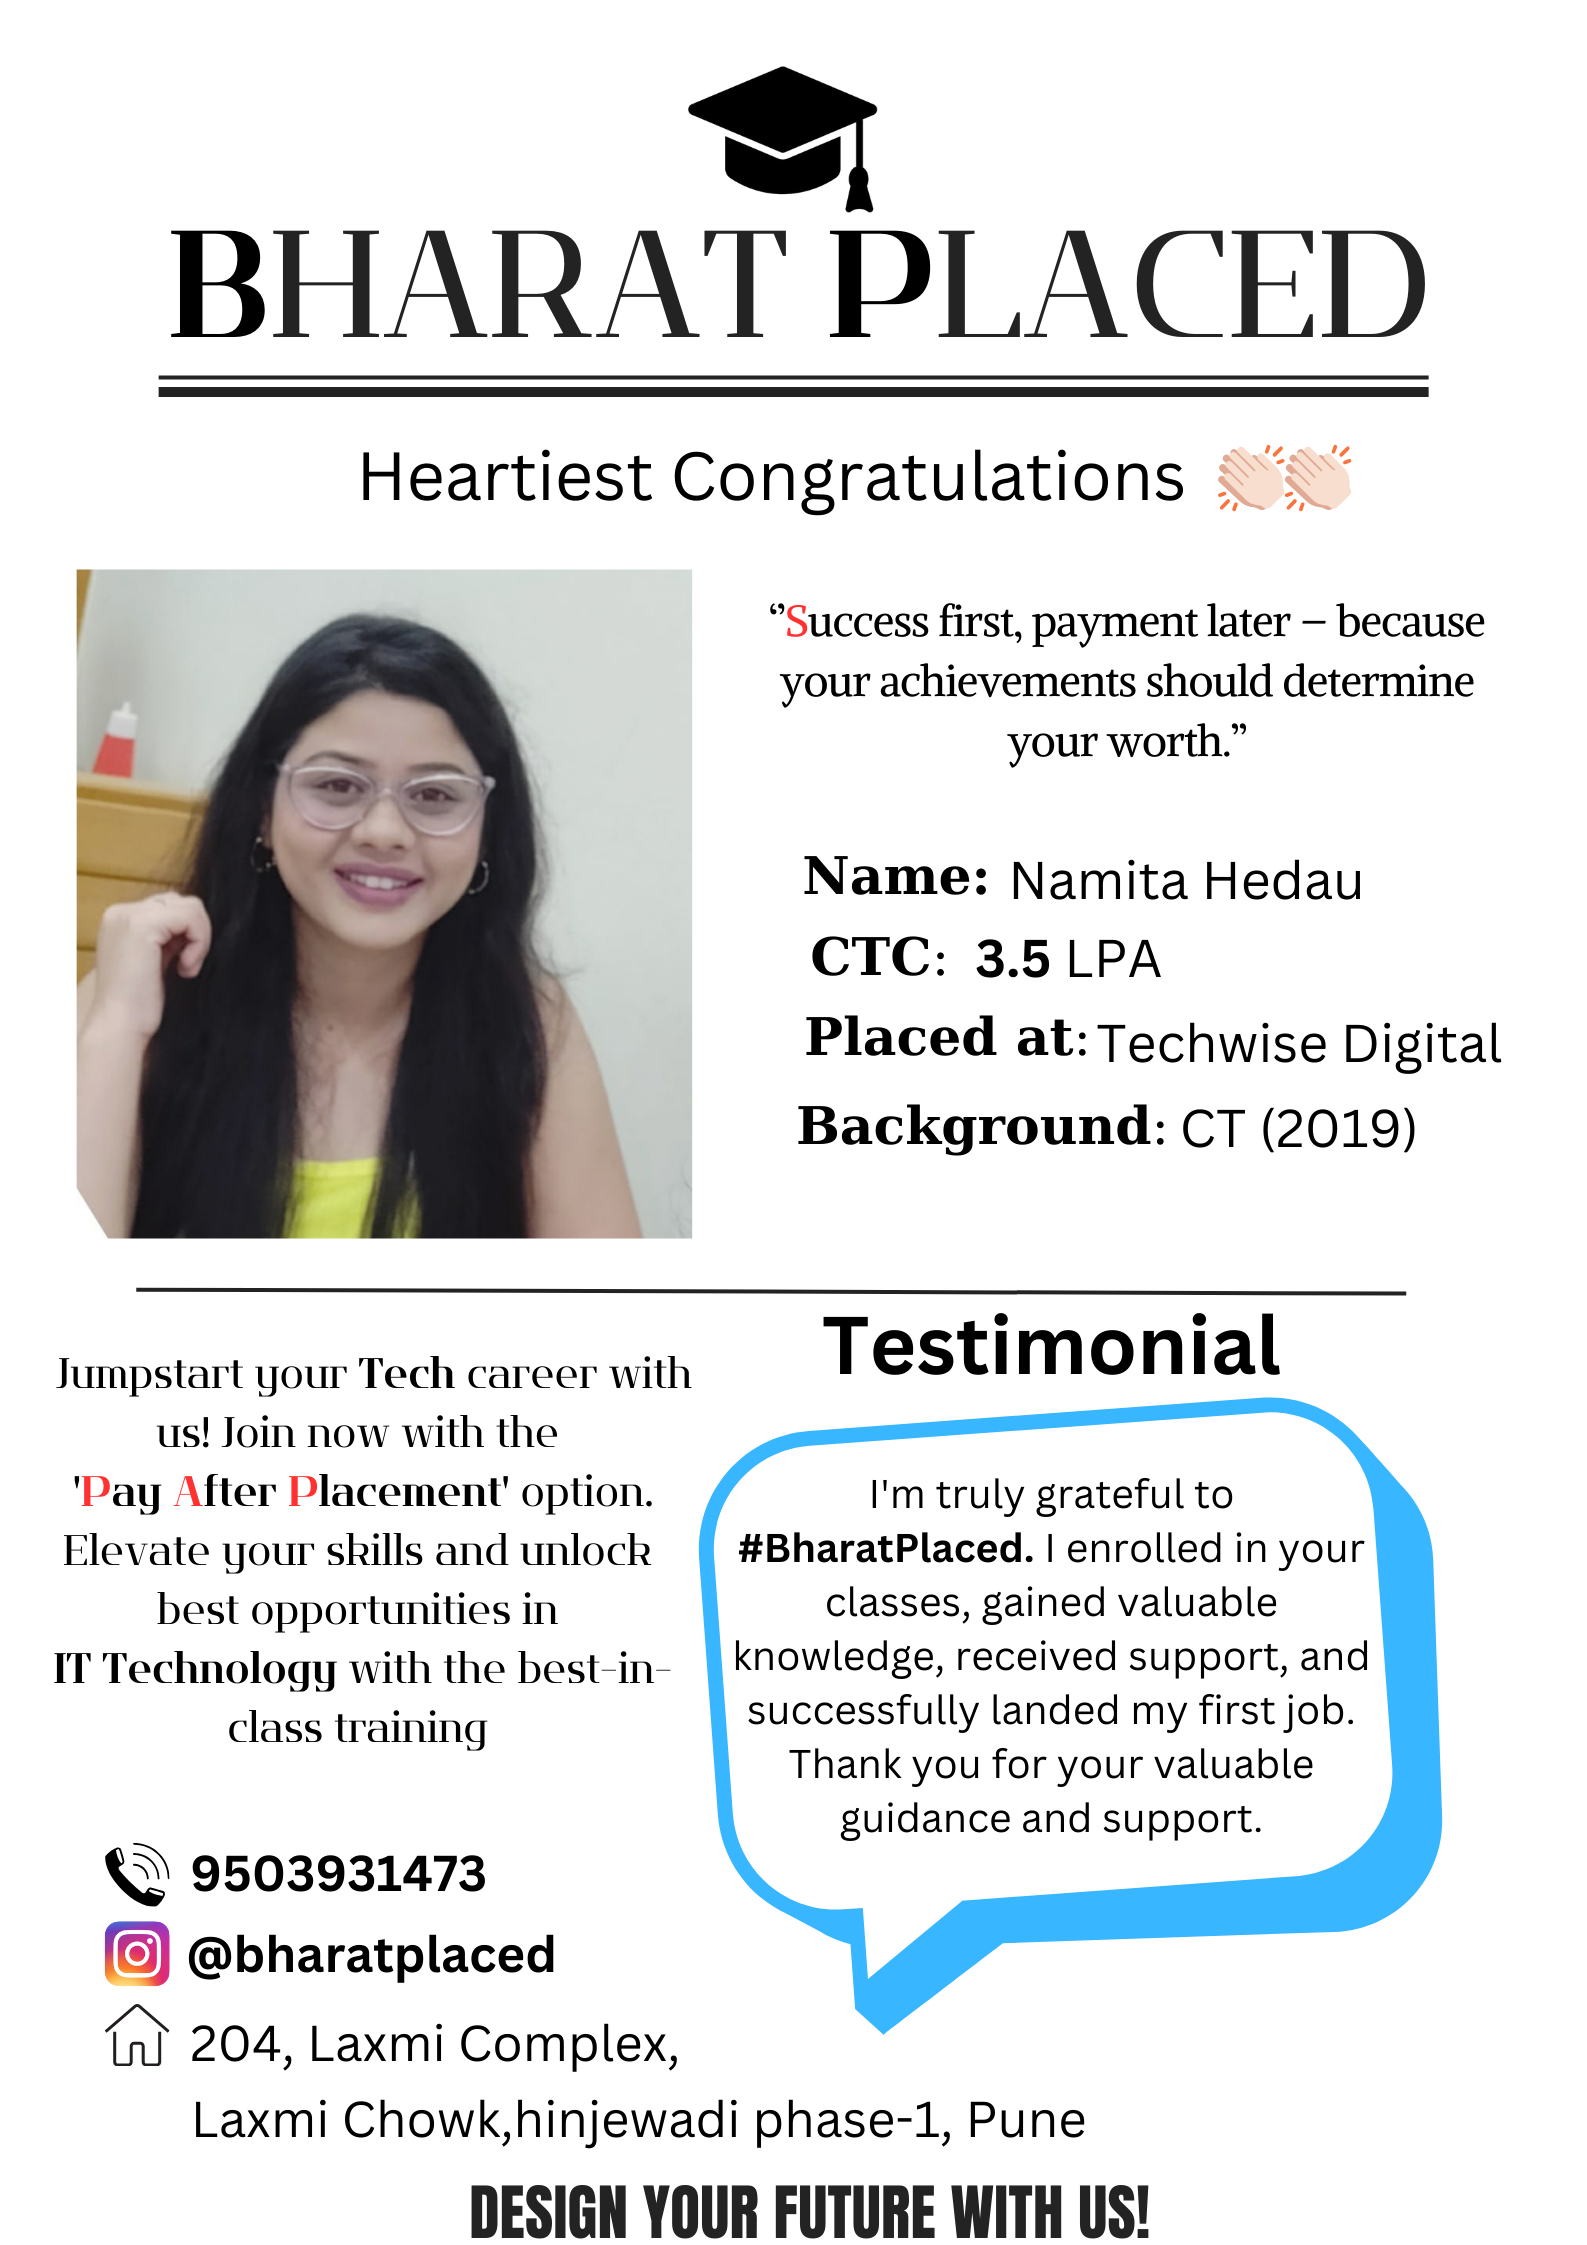 BHARAT PLACED
Heartiest Congratulations
“Success first, payment later – because
your achievements should determine
your worth.”
Name: Namita Hedau
CTC: 3.5 LPA
Placed at: Techwise Digital
Background: CT (2019)
Jumpstart your Tech career with
us! Join now with the
'Pay After Placement' option.
Elevate your skills and unlock
best opportunities in
IT Technology with the best-in-
class training
Testimonial
I'm truly grateful to
#BharatPlaced. I enrolled in your
classes, gained valuable
knowledge, received support, and
successfully landed my first job.
Thank you for your valuable
guidance and support.
9503931473
@bharatplaced
204, Laxmi Complex,
Laxmi Chowk,hinjewadi phase-1, Pune
DESIGN YOUR FUTURE WITH US!